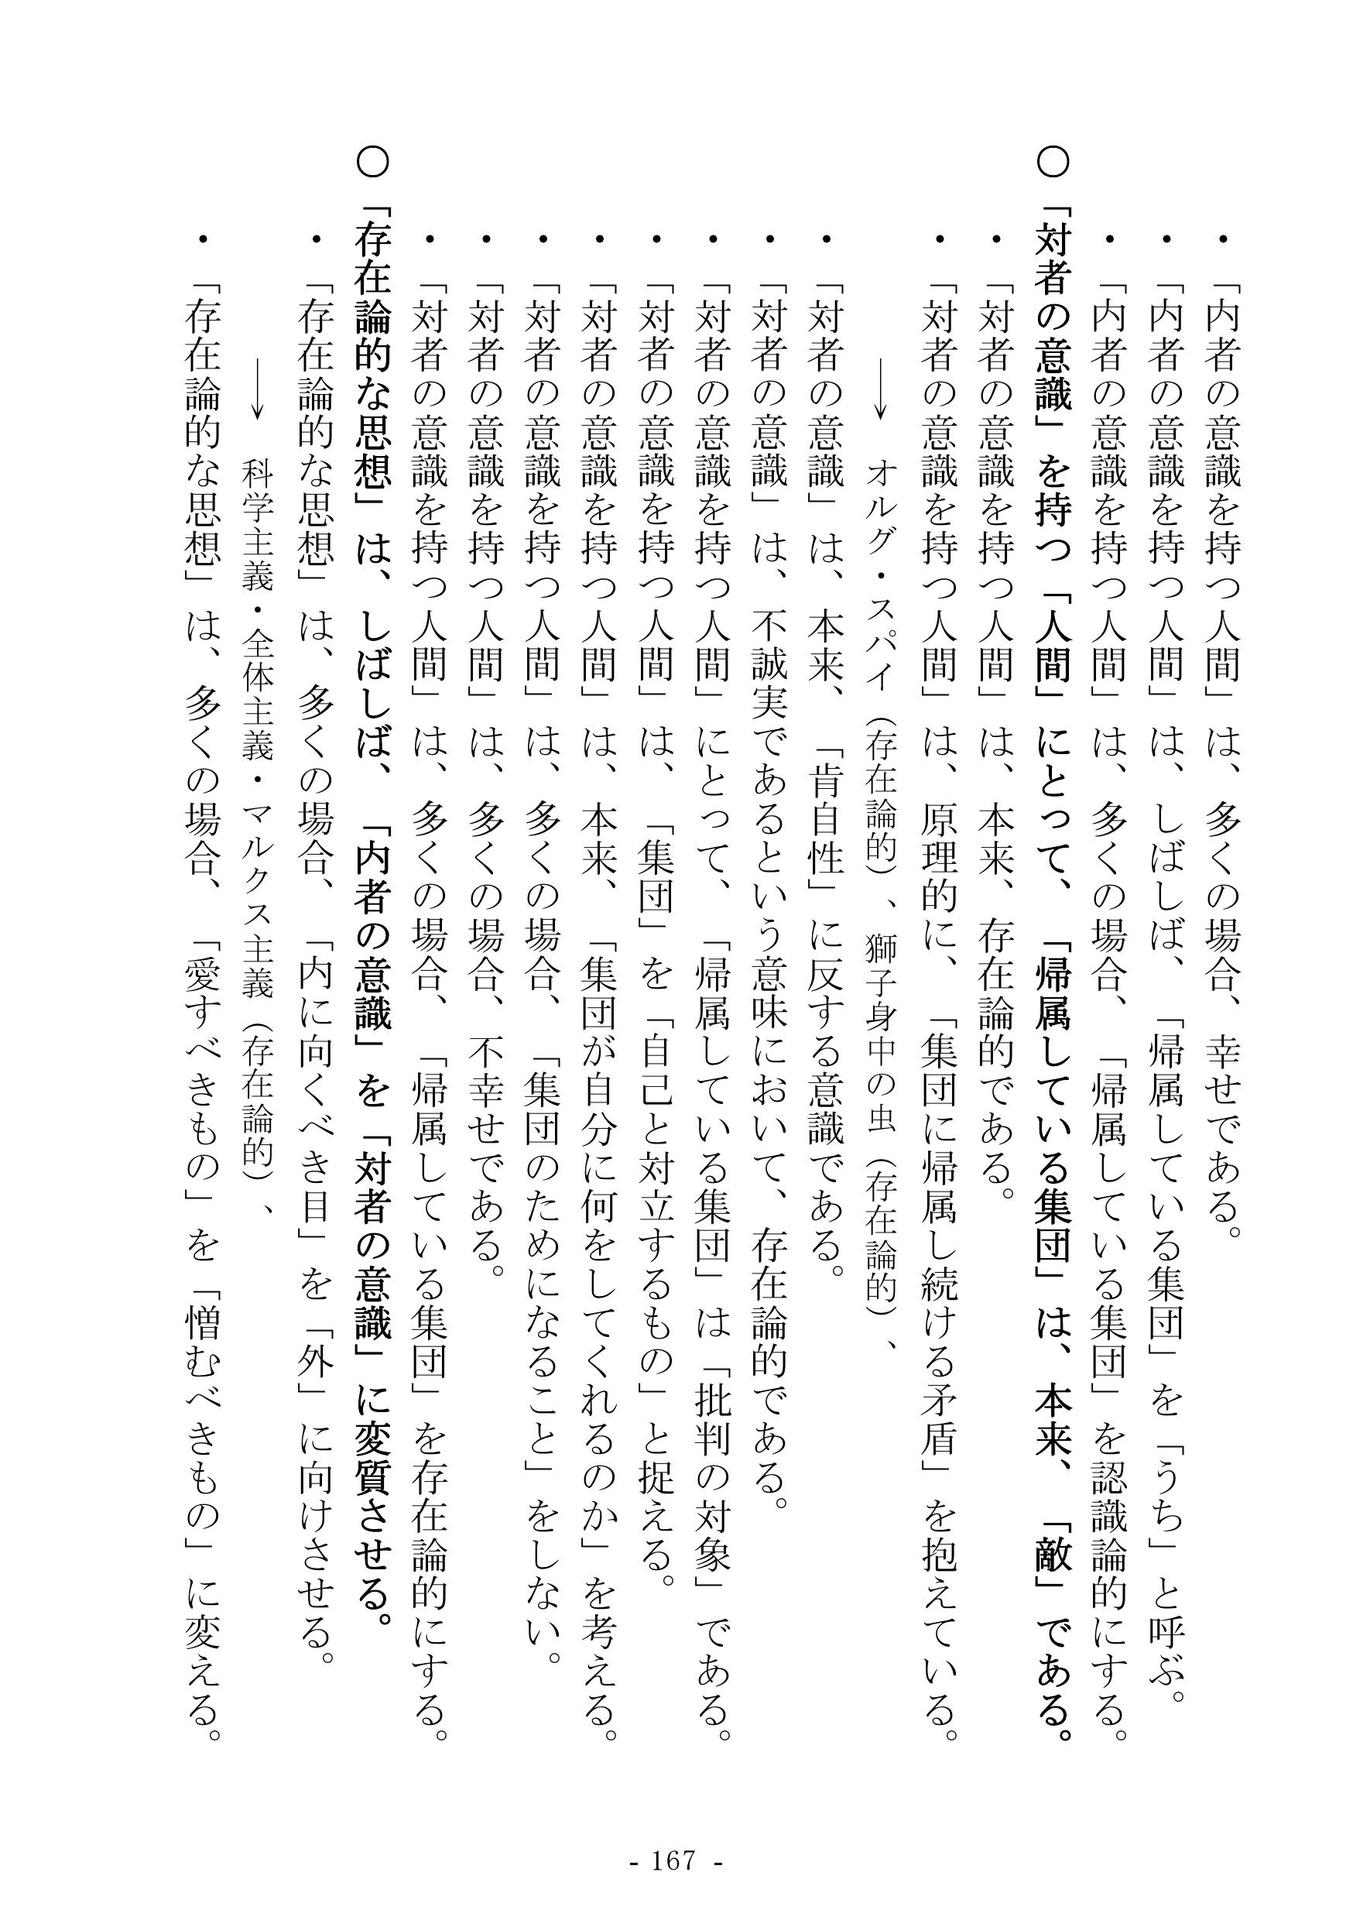 ・「内者の意識を持つ人間」は、多くの場合、幸せである。
・「内者の意識を持つ人間」は、しばしば、「帰属している集団」を「うち」と呼ぶ。
・「内者の意識を持つ人間」は、多くの場合、「帰属している集団」を認識論的にする。
○「対者の意識」を持つ「人間」にとって、「帰属している集団」は、本来、「敵」である。
・「対者の意識を持つ人間」は、本来、存在論的である。
・「対者の意識を持つ人間」は、原理的に、「集団に帰属し続ける矛盾」を抱えている。
→ オルグ・スパイ（存在論的）、獅子身中の虫（存在論的）、
・「対者の意識」は、本来、「肯自性」に反する意識である。
・「対者の意識」は、不誠実であるという意味において、存在論的である。
・「対者の意識を持つ人間」にとって、「帰属している集団」は「批判の対象」である。
・「対者の意識を持つ人間」は、「集団」を「自己と対立するもの」と捉える。
・「対者の意識を持つ人間」は、本来、「集団が自分に何をしてくれるのか」を考える。
・「対者の意識を持つ人間」は、多くの場合、「集団のためになること」をしない。
・「対者の意識を持つ人間」は、多くの場合、不幸せである。
・「対者の意識を持つ人間」は、多くの場合、「帰属している集団」を存在論的にする。
○「存在論的な思想」は、しばしば、「内者の意識」を「対者の意識」に変質させる。
・「存在論的な思想」は、多くの場合、「内に向くべき目」を「外」に向けさせる。
→ 科学主義・全体主義・マルクス主義（存在論的）、
・「存在論的な思想」は、多くの場合、「愛すべきもの」を「憎むべきもの」に変える。
- 167 -